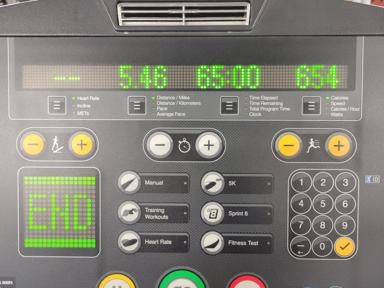 -- 5.46 65:00 654
Heart Rate
Incline
METs
Distance / Miles
Distance / Kilometers
Pace
Average Pace
Time Elapsed
Time Remaining
Total Program Time
Clock
Calories
Speed
Calories / Hour
Watts
END
Manual
5K
Training
Workouts
Sprint 8
Heart Rate
Fitness Test
1 2 3
4 5 6
7 8 9
0